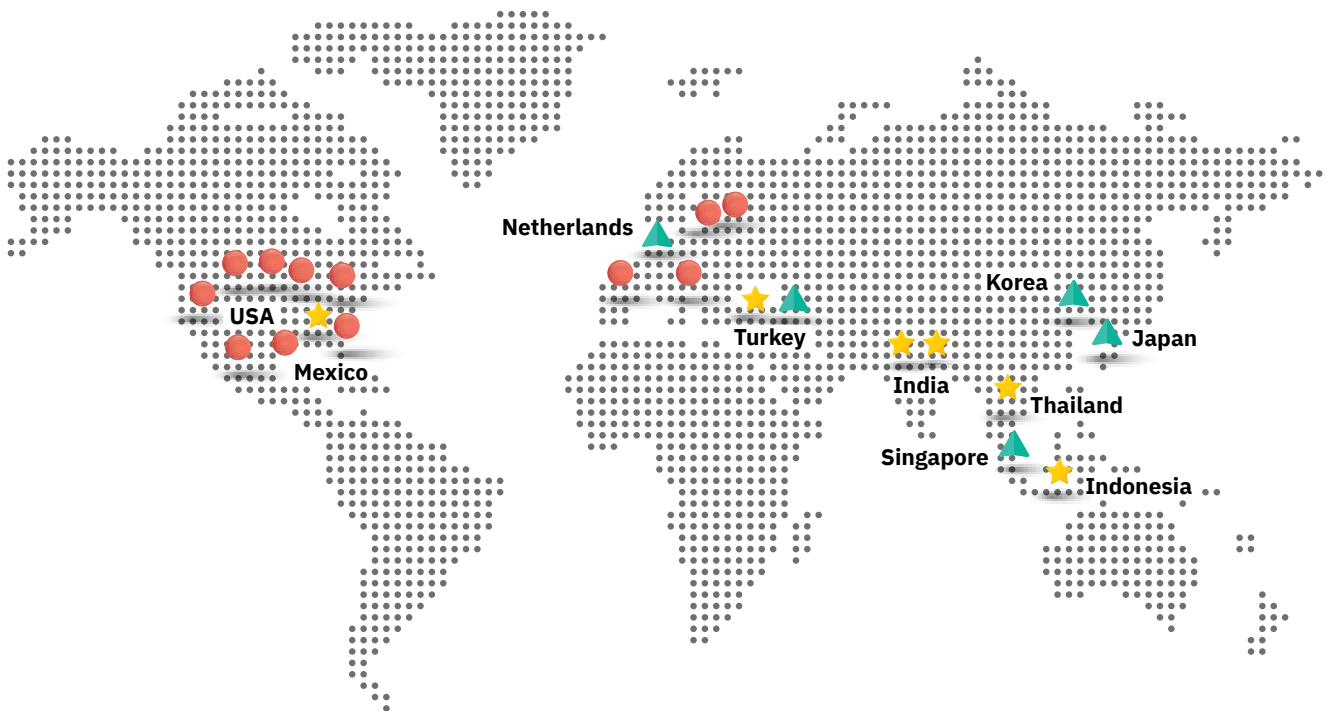 Netherlands
Korea
USA
Turkey
Japan
Mexico
India
Thailand
Singapore
Indonesia